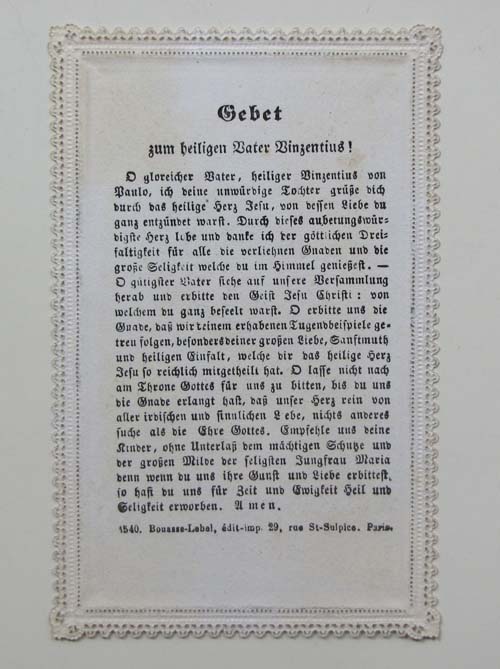 Gebet
zum heiligen Vater Vinzentius!
O gloreicher Vater, heiliger Vinzentius von
Paulo, ich deine unwürdige Tochter grüße dich
durch das heilige Herz Jesu, von dessen Liebe du
ganz entzündet warst. Durch dieses anbetungswür-
digste Herz lobe und danke ich der göttlichen Drei-
faltigkeit für alle die verliehnen Gnaden und die
große Seligkeit welche du im Himmel genießest. —
O gütigster Vater siehe auf unsere Versammlung
herab und erbitte den Geist Jesu Christi: von
welchem du ganz beseelt warst. O erbitte uns die
Gnade, daß wir deinem erhabenen Tugendbeispiele ge-
treu folgen, besonders deiner großen Liebe, Sanftmuth
und heiligen Einfalt, welche dir das heilige Herz
Jesu so reichlich mitgetheilt hat. O lasse nicht nach
am Throne Gottes für uns zu bitten, bis du uns
die Gnade erlangt hast, daß unser Herz rein von
aller irdischen und sinnlichen Liebe, nichts anderes
suche als die Ehre Gottes. Empfehle uns deine
Kinder, ohne Unterlaß dem mächtigen Schutze und
der großen Milde der seligsten Jungfrau Maria
denn wenn du uns ihre Gunst und Liebe erbittest,
so hast du uns für Zeit und Ewigkeit Heil und
Seligkeit erworben. Amen.
1540. Bouasse-Lebel, édit-imp. 29, rue St-Sulpice. Paris.